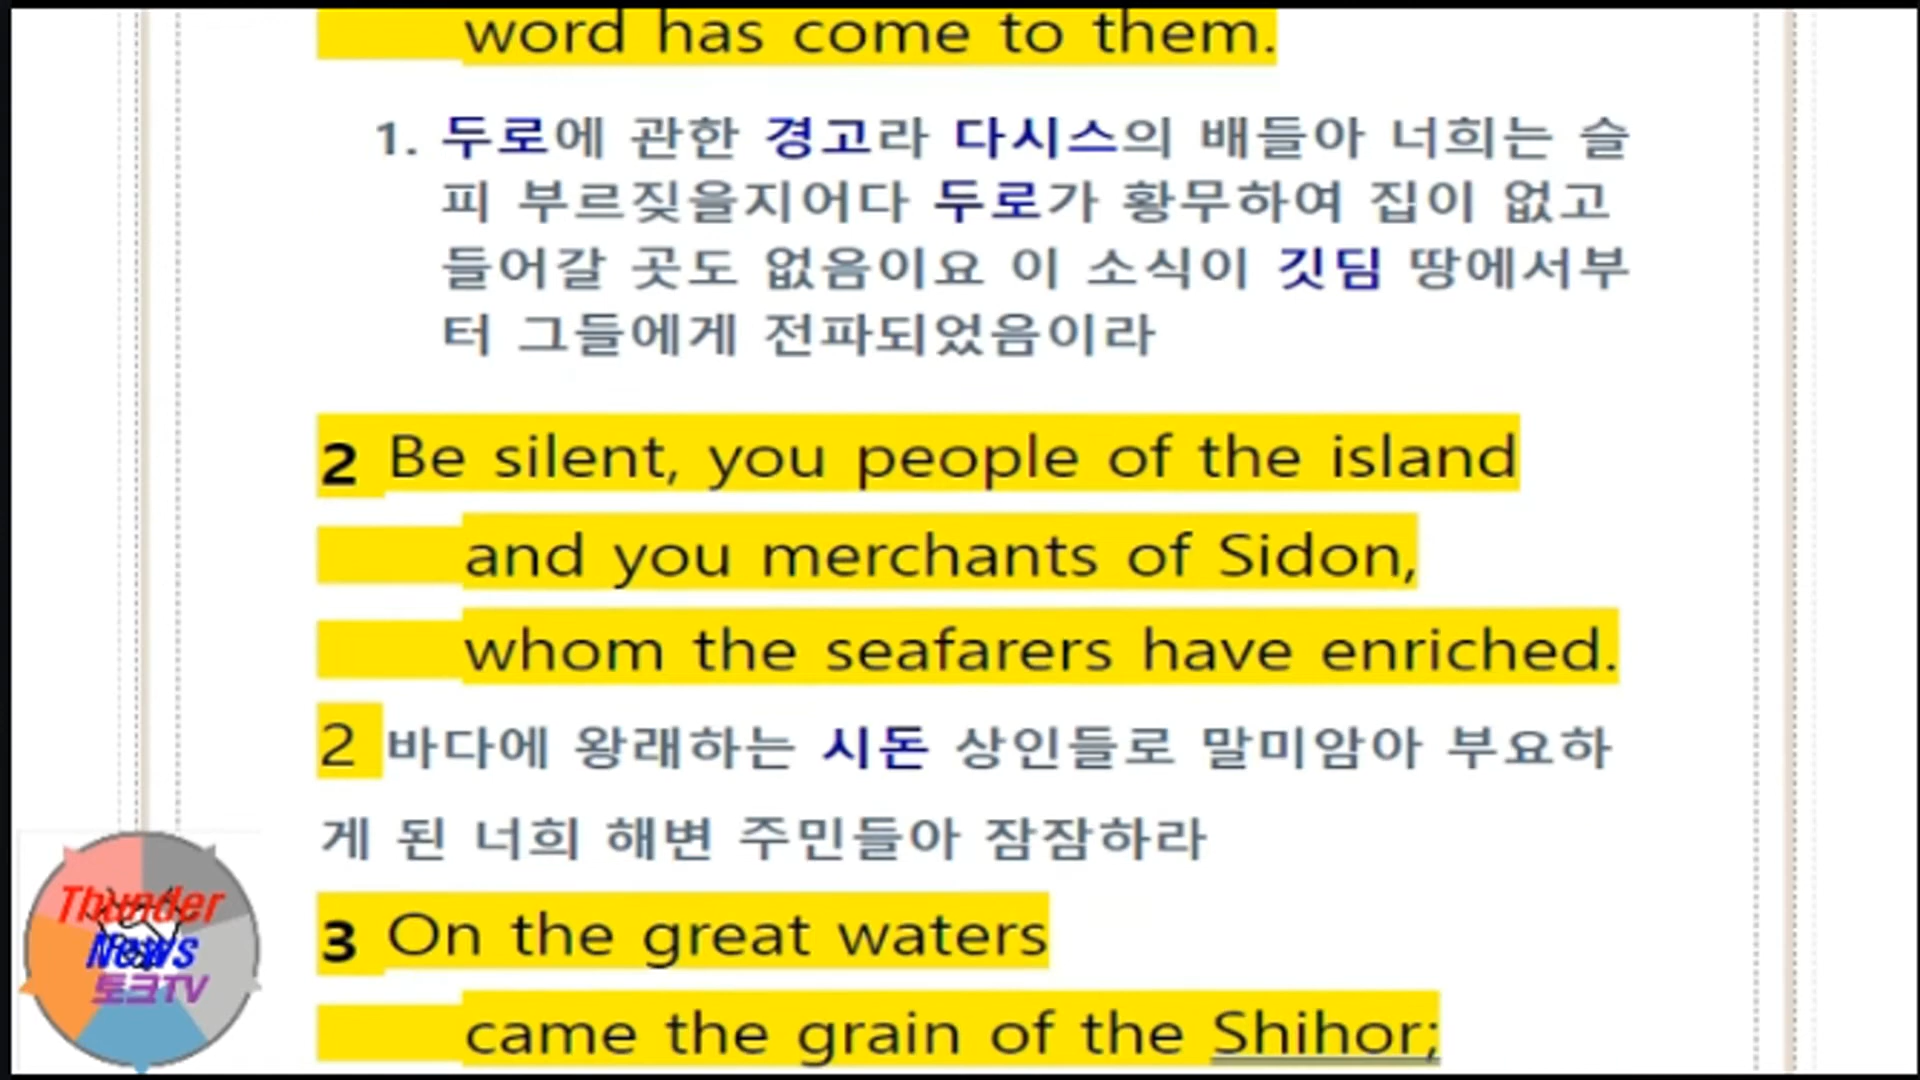 word has come to them.
1. 두로에 관한 경고라 다시스의 배들아 너희는 슬
피 부르짖을지어다 두로가 황무하여 집이 없고
들어갈 곳도 없음이요 이 소식이 깃딤 땅에서부
터 그들에게 전파되었음이라
2 Be silent, you people of the island
and you merchants of Sidon,
whom the seafarers have enriched.
2 바다에 왕래하는 시돈 상인들로 말미암아 부요하
게 된 너희 해변 주민들아 잠잠하라
3 On the great waters
came the grain of the Shihor;
Thunder
News
토크TV